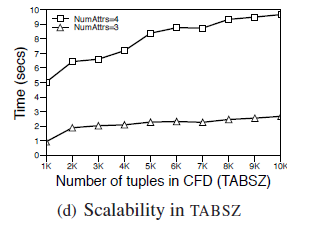 10
9
8
7
6
5
4
3
2
1
0
Time (secs)
NumAttrs=4
NumAttrs=3
1K 2K 3K 4K 5K 6K 7K 8K 9K 10K
Number of tuples in CFD (TABSZ)
(d) Scalability in TABSZ